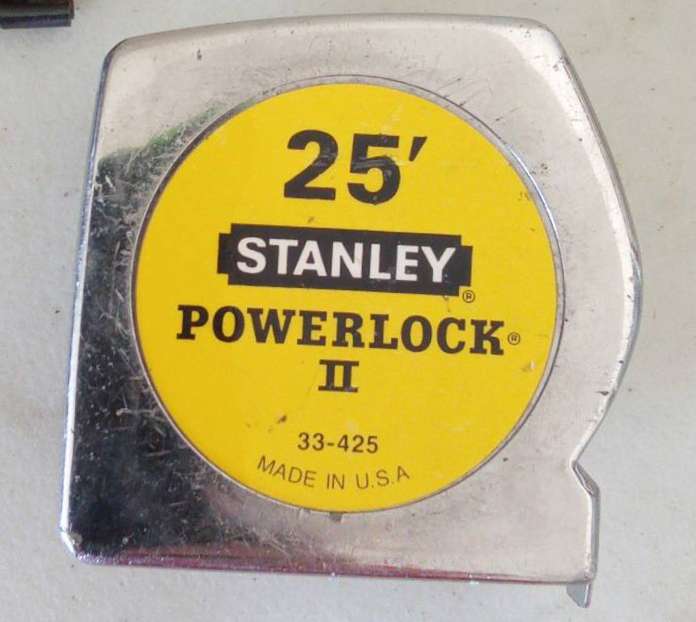 25'
STANLEY®
POWERLOCK®
II
33-425
MADE IN U.S.A